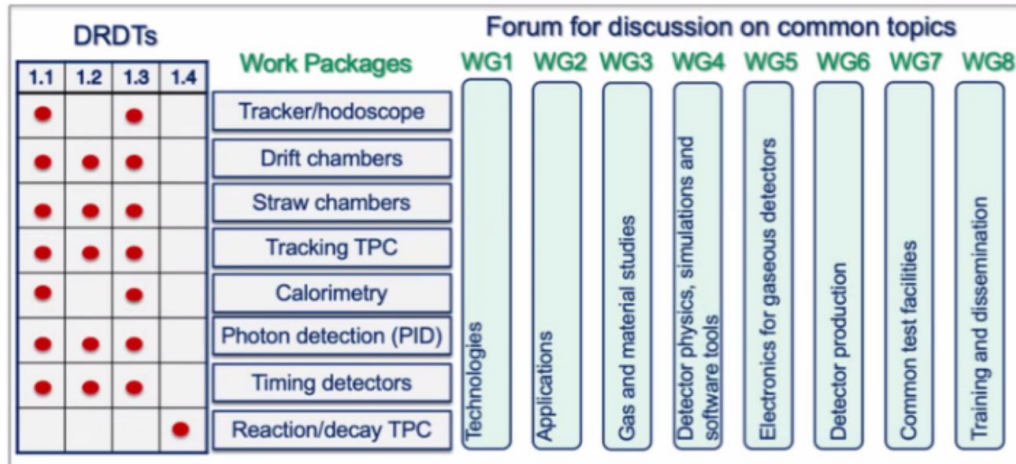 DRDTs
Forum for discussion on common topics
1.1 1.2 1.3 1.4
Work Packages
WG1 WG2 WG3 WG4 WG5 WG6 WG7 WG8
Tracker/hodoscope
Drift chambers
Straw chambers
Tracking TPC
Calorimetry
Photon detection (PID)
Timing detectors
Reaction/decay TPC
Technologies
Applications
Gas and material studies
Detector physics, simulations and
software tools
Electronics for gaseous detectors
Detector production
Common test facilities
Training and dissemination